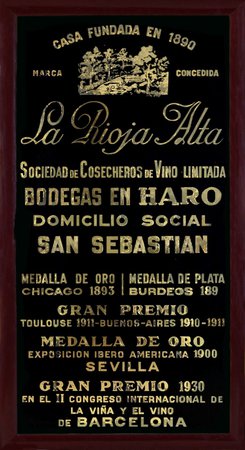 CASA FUNDADA EN 1890
MARCA CONCEDIDA
La Rioja Alta
SOCIEDAD DE COSECHEROS DE VINO LIMITADA
BODEGAS EN HARO
DOMICILIO SOCIAL
SAN SEBASTIAN
MEDALLA DE ORO
CHICAGO 1893
MEDALLA DE PLATA
BURDEOS 189
GRAN PREMIO
TOULOUSE 1911-BUENOS-AIRES 1910-1911
MEDALLA DE ORO
EXPOSICION IBERO AMERICANA 1900
SEVILLA
GRAN PREMIO 1930
EN EL II CONGRESO INTERNACIONAL DE
LA VIÑA Y EL VINO
DE BARCELONA